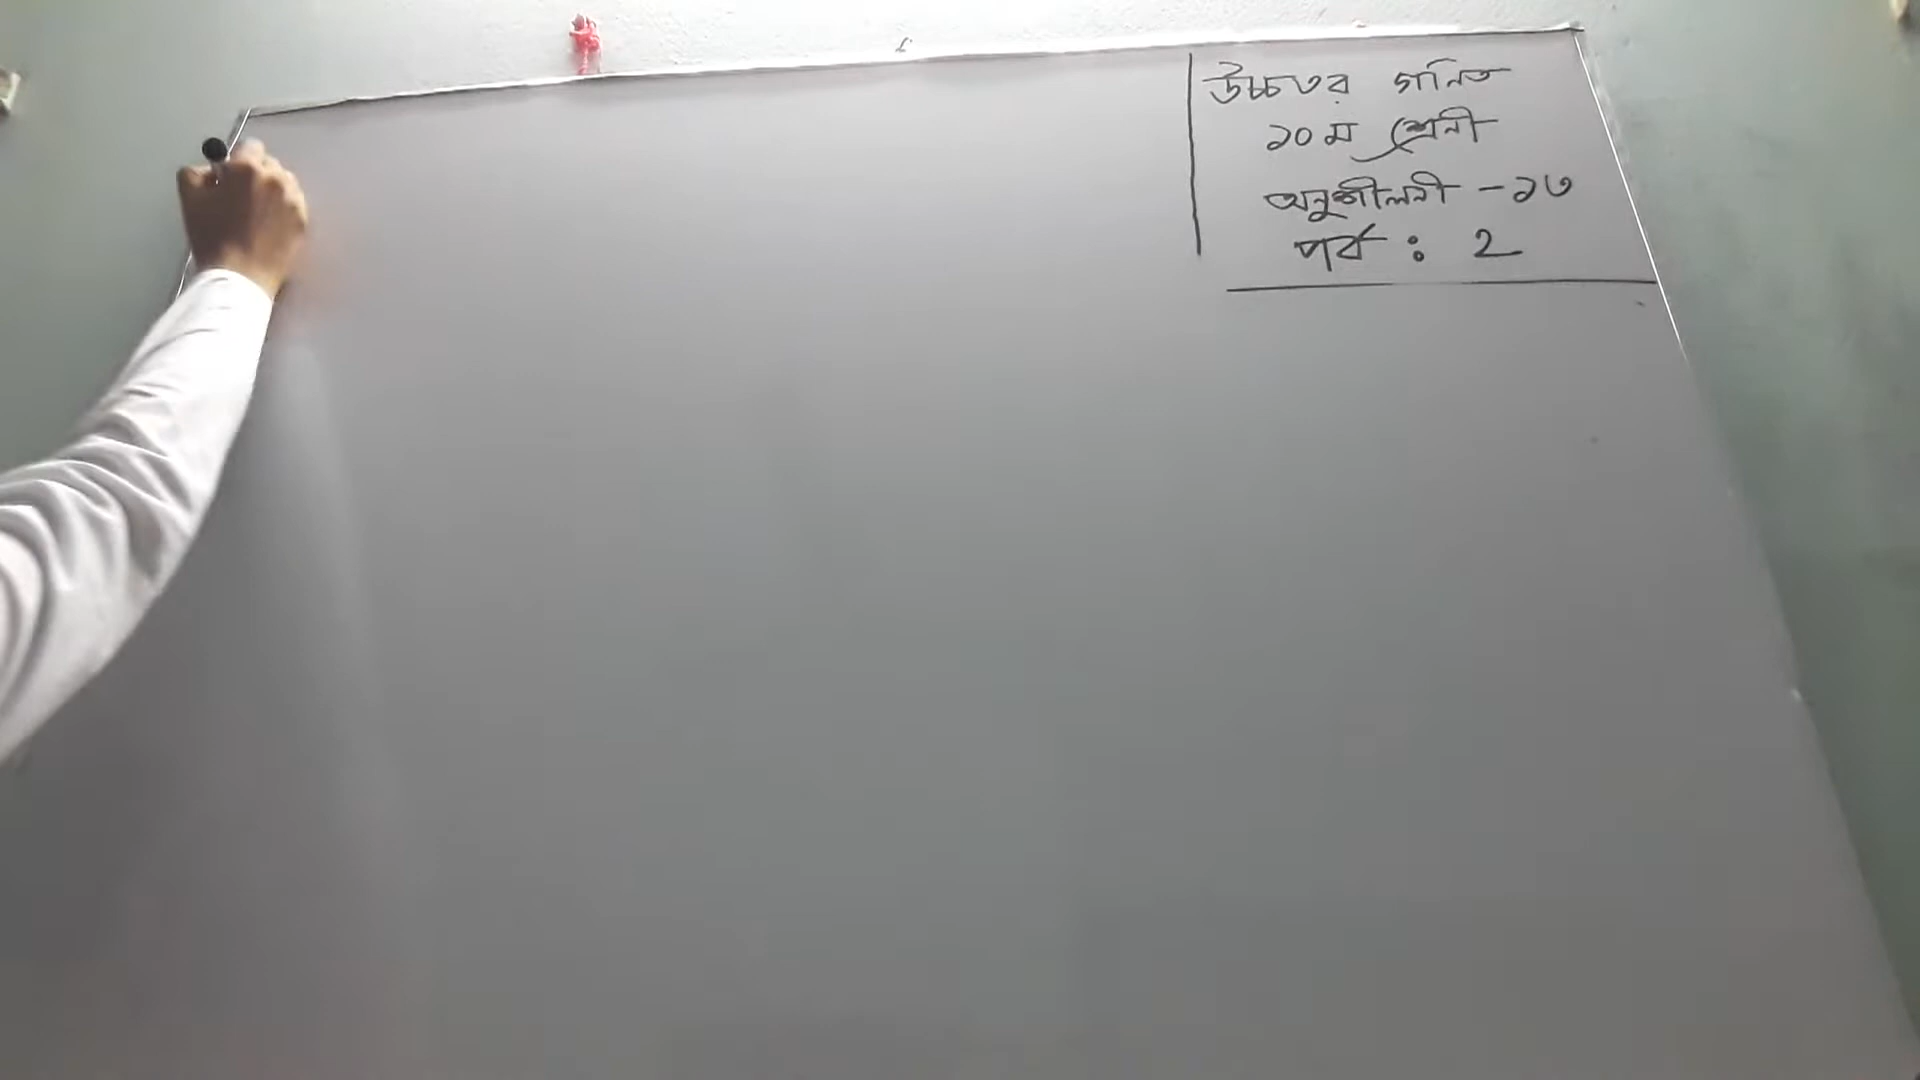 উচ্চতর গনিত
১০ম শ্রেনী
অনুশীলনী - ১৩
পর্ব : 2